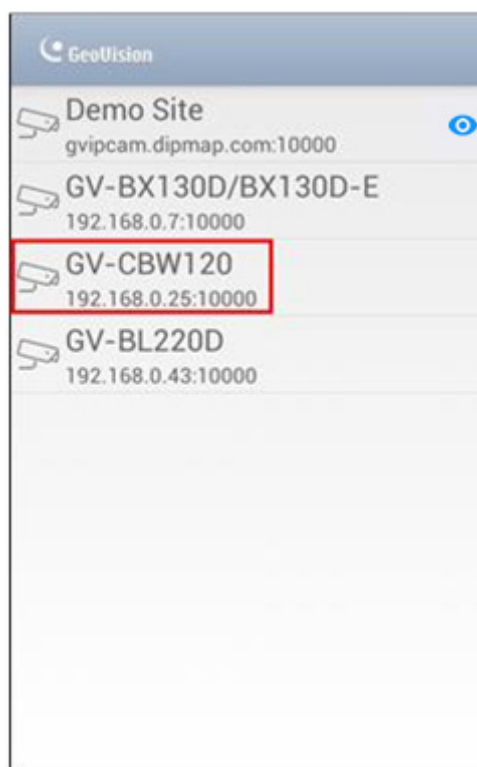 GeoVision
Demo Site
gvipcam.dipmap.com:10000
GV-BX130D/BX130D-E
192.168.0.7:10000
GV-CBW120
192.168.0.25:10000
GV-BL220D
192.168.0.43:10000